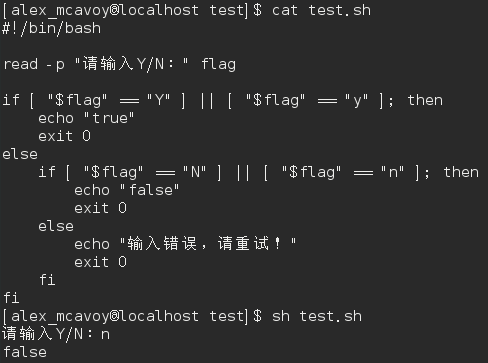 [alex_mcavoy@localhost test]$ cat test.sh
#!/bin/bash
read -p "请输入Y/N：" flag
if [ "$flag" == "Y" ] || [ "$flag" == "y" ]; then
    echo "true"
    exit 0
else
    if [ "$flag" == "N" ] || [ "$flag" == "n" ]; then
        echo "false"
        exit 0
    else
        echo "输入错误，请重试！"
        exit 0
    fi
fi
[alex_mcavoy@localhost test]$ sh test.sh
请输入Y/N：n
false